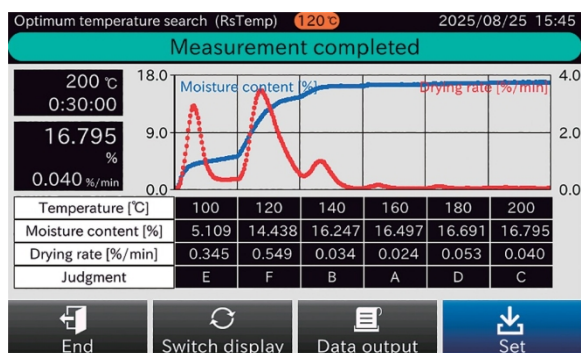 Optimum temperature search (RsTemp) 120℃ 2025/08/25 15:45
Measurement completed
200 ℃
0:30:00
16.795
%
0.040 %/min
18.0 Moisture content [%] Drying rate [%/min] 4.0
9.0 2.0
0.0 0.0
Temperature [℃] 100 120 140 160 180 200
Moisture content [%] 5.109 14.438 16.247 16.497 16.691 16.795
Drying rate [%/min] 0.345 0.549 0.034 0.024 0.053 0.040
Judgment E F B A D C
End Switch display Data output Set